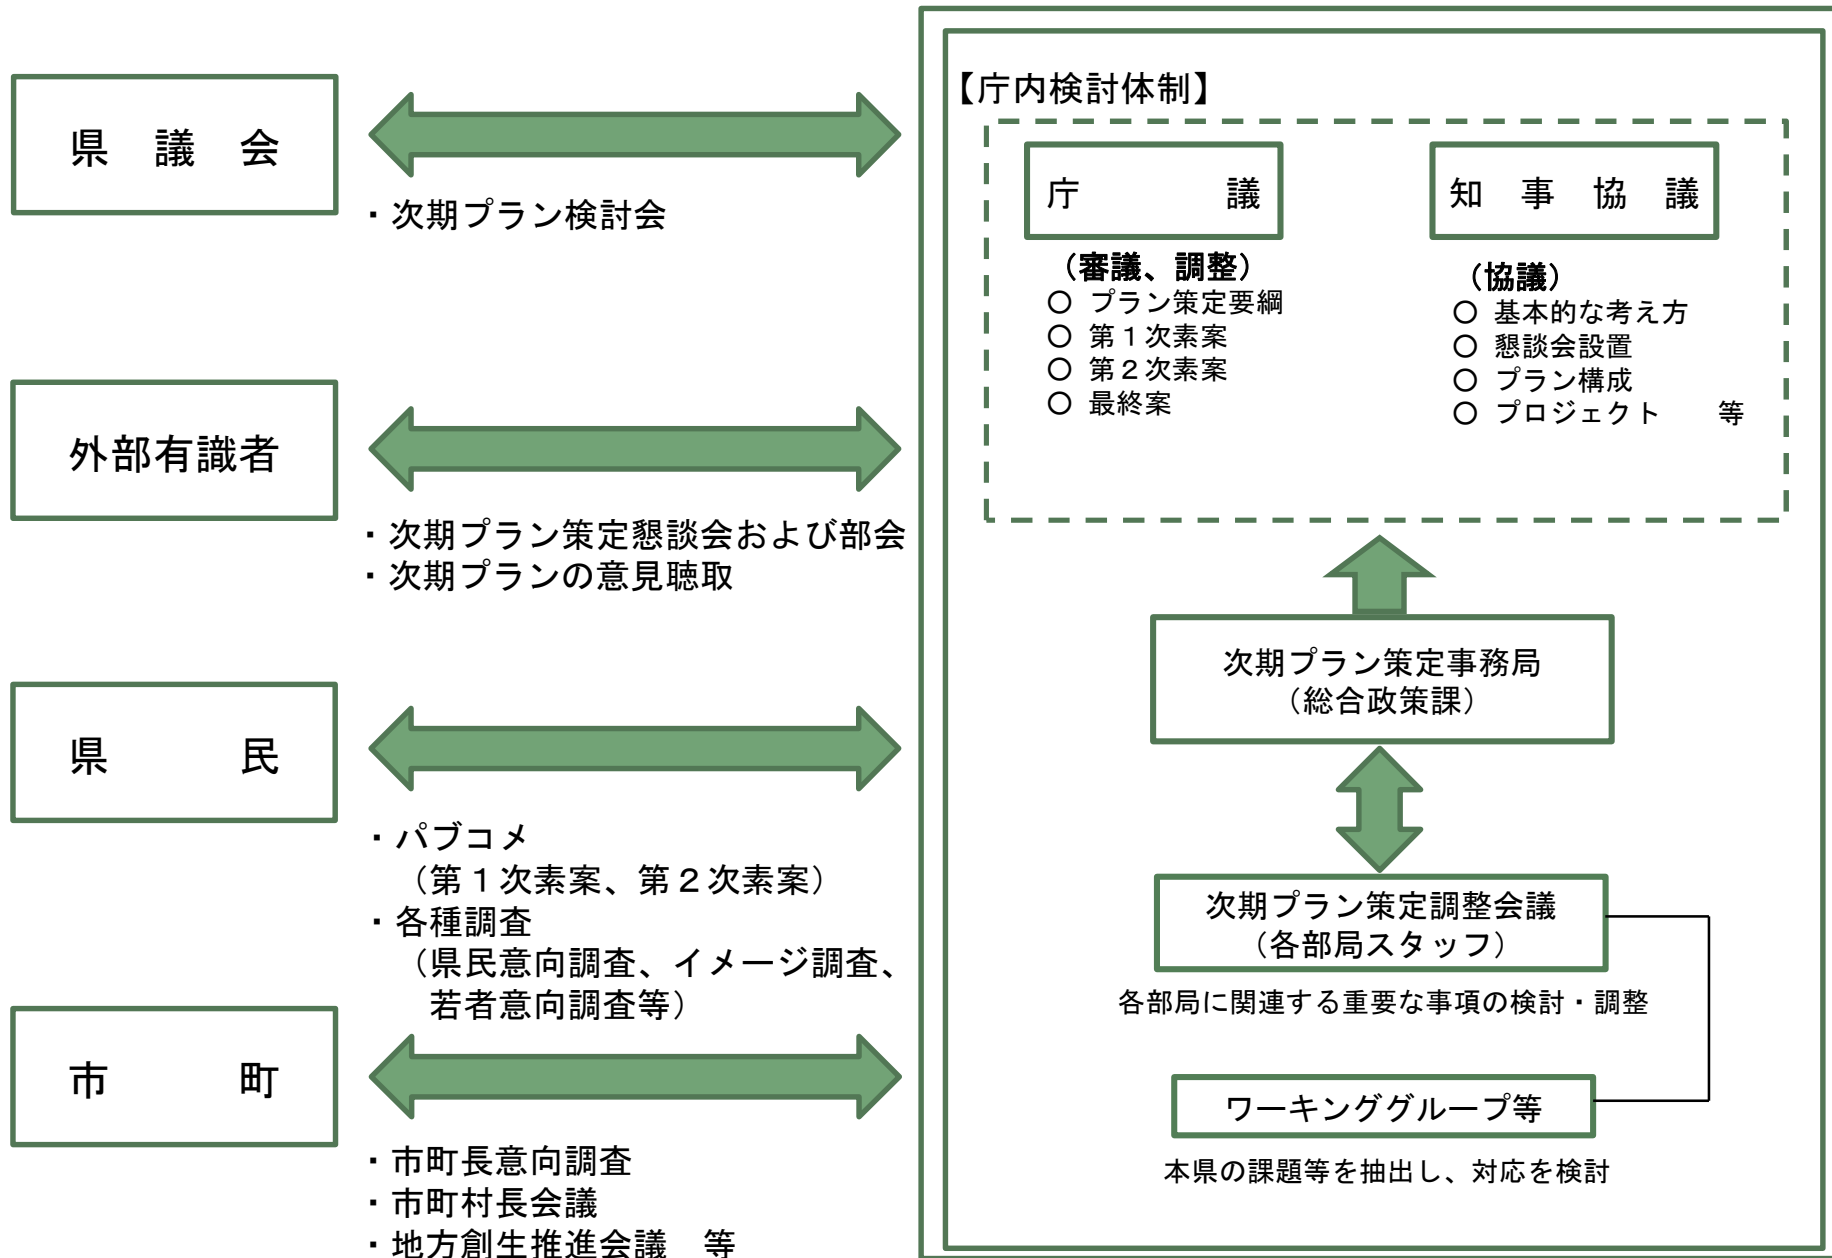 県　議　会
・次期プラン検討会
外部有識者
・次期プラン策定懇談会および部会
・次期プランの意見聴取
県　　　民
・パブコメ
（第１次素案、第２次素案）
・各種調査
（県民意向調査、イメージ調査、
若者意向調査等）
市　　　町
・市町長意向調査
・市町村長会議
・地方創生推進会議　等
【庁内検討体制】
庁　　　議
（審議、調整）
○ プラン策定要綱
○ 第１次素案
○ 第２次素案
○ 最終案
知　事　協　議
（協議）
○ 基本的な考え方
○ 懇談会設置
○ プラン構成
○ プロジェクト　　等
次期プラン策定事務局
（総合政策課）
次期プラン策定調整会議
（各部局スタッフ）
各部局に関連する重要な事項の検討・調整
ワーキンググループ等
本県の課題等を抽出し、対応を検討